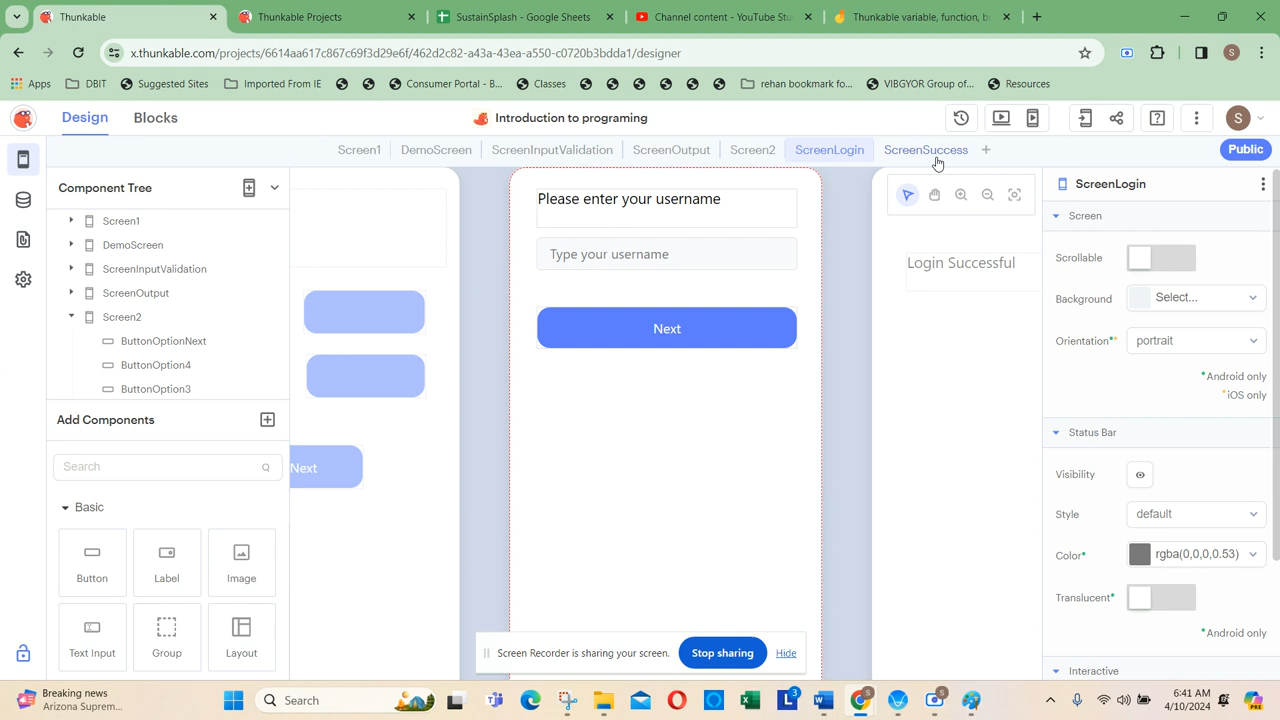 Thunkable
Thunkable Projects
SustainSplash - Google Sheets
Channel content - YouTube Stu
Thunkable variable, function, b
x.thunkable.com/projects/6614aa617c867c69f3d29e6f/462d2c82-a43a-43ea-a550-c0720b3bdda1/designer
S
Apps
DBIT
Suggested Sites
Imported From IE
Consumer Portal - B...
Classes
rehan bookmark fo...
VIBGYOR Group of...
Resources
Design
Blocks
Introduction to programing
S
Screen1
DemoScreen
ScreenInputValidation
ScreenOutput
Screen2
ScreenLogin
ScreenSuccess
Public
Component Tree
Screen1
DemoScreen
ScreenInputValidation
ScreenOutput
Screen2
ButtonOptionNext
ButtonOption4
ButtonOption3
Add Components
Search
Basic
Button
Label
Image
Text Input
Group
Layout
Next
Please enter your username
Type your username
Next
Login Successful
ScreenLogin
Screen
Scrollable
Background
Select...
Orientation**
portrait
*Android only
*iOS only
Status Bar
Visibility
Style
default
Color*
rgba(0,0,0,0.53)
Translucent*
*Android only
Interactive
Screen Recorder is sharing your screen.
Stop sharing
Hide
Breaking news
Arizona Suprem...
Search
3
6:41 AM
4/10/2024